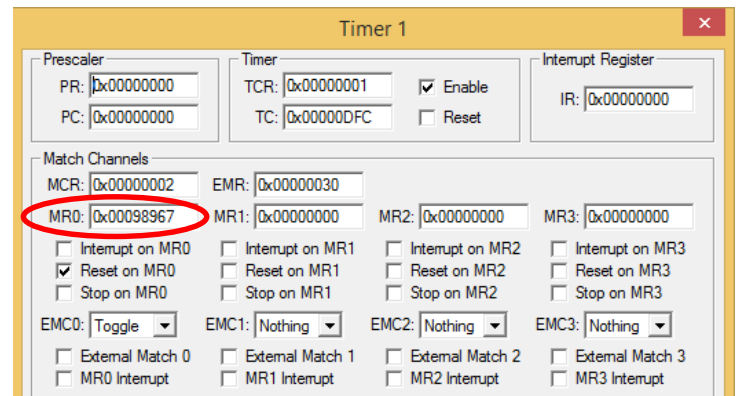 Timer 1
Prescaler Timer Interrupt Register
PR: 0x00000000 TCR: 0x00000001 Enable
IR: 0x00000000
PC: 0x00000000 TC: 0x00000DFC Reset
Match Channels
MCR: 0x00000002 EMR: 0x00000030
MR0: 0x00098967 MR1: 0x00000000 MR2: 0x00000000 MR3: 0x00000000
Interrupt on MR0 Interrupt on MR1 Interrupt on MR2 Interrupt on MR3
Reset on MR0 Reset on MR1 Reset on MR2 Reset on MR3
Stop on MR0 Stop on MR1 Stop on MR2 Stop on MR3
EMC0: Toggle EMC1: Nothing EMC2: Nothing EMC3: Nothing
External Match 0 External Match 1 External Match 2 External Match 3
MR0 Interrupt MR1 Interrupt MR2 Interrupt MR3 Interrupt